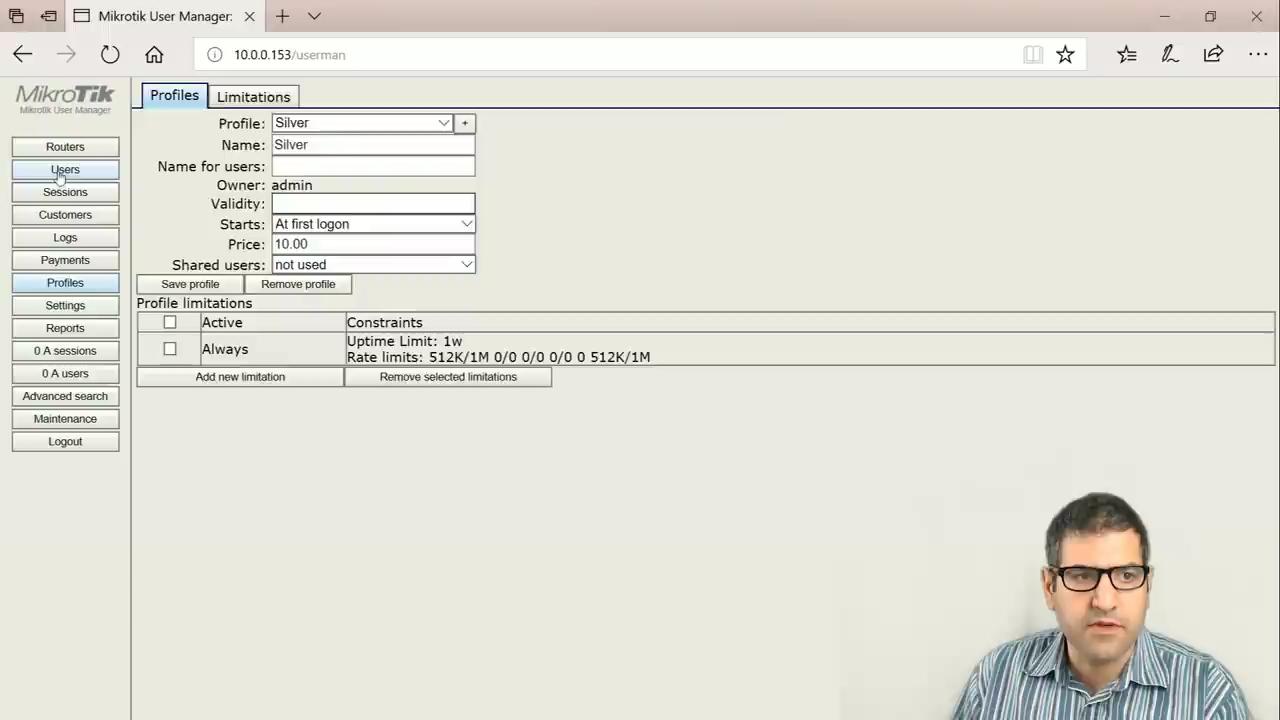 Mikrotik User Manager:
10.0.0.153/userman
MikroTik
Mikrotik User Manager
Routers
Users
Sessions
Customers
Logs
Payments
Profiles
Settings
Reports
0 A sessions
0 A users
Advanced search
Maintenance
Logout
Profiles Limitations
Profile: Silver +
Name: Silver
Name for users:
Owner: admin
Validity:
Starts: At first logon
Price: 10.00
Shared users: not used
Save profile Remove profile
Profile limitations
Active Constraints
Always Uptime Limit: 1w
Rate limits: 512K/1M 0/0 0/0 0/0 0 512K/1M
Add new limitation Remove selected limitations